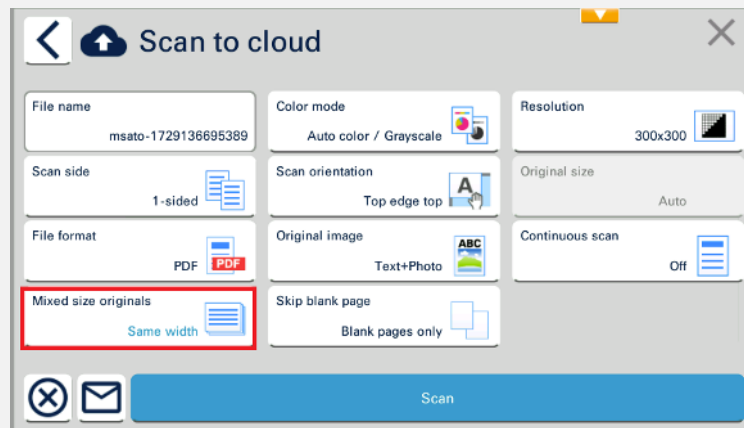 Scan to cloud
File name
msato-1729136695389
Color mode
Auto color / Grayscale
Resolution
300x300
Scan side
1-sided
Scan orientation
Top edge top
A
Original size
Auto
File format
PDF
PDF
Original image
Text+Photo
ABC
Continuous scan
Off
Mixed size originals
Same width
Skip blank page
Blank pages only
Scan